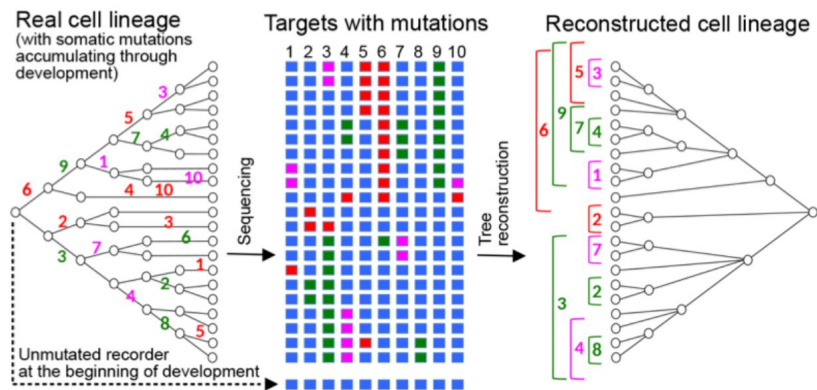 Real cell lineage
(with somatic mutations
accumulating through
development)
Targets with mutations
Reconstructed cell lineage
1 2 3 4 5 6 7 8 9 10
3
5
7 4
9 1
10
6 4 10
2 3
6
7
3
1
2
4
8 5
Unmutated recorder
at the beginning of development
Sequencing
Tree
reconstruction
5 3
9
6 7 4
1
2
7
3 2
4 8